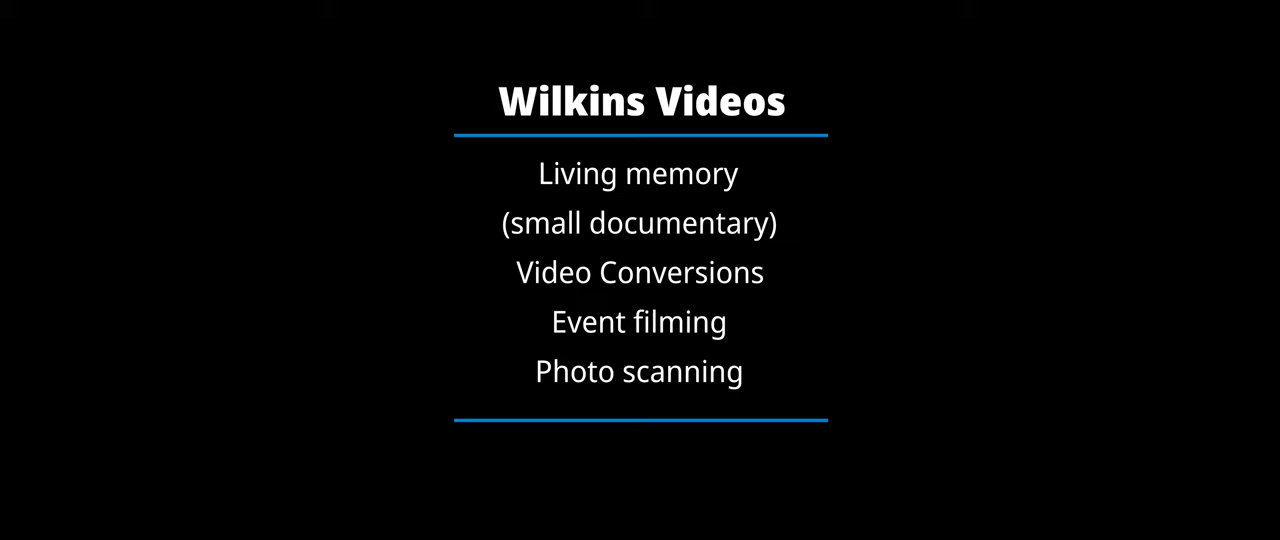 Wilkins Videos
Living memory
(small documentary)
Video Conversions
Event filming
Photo scanning